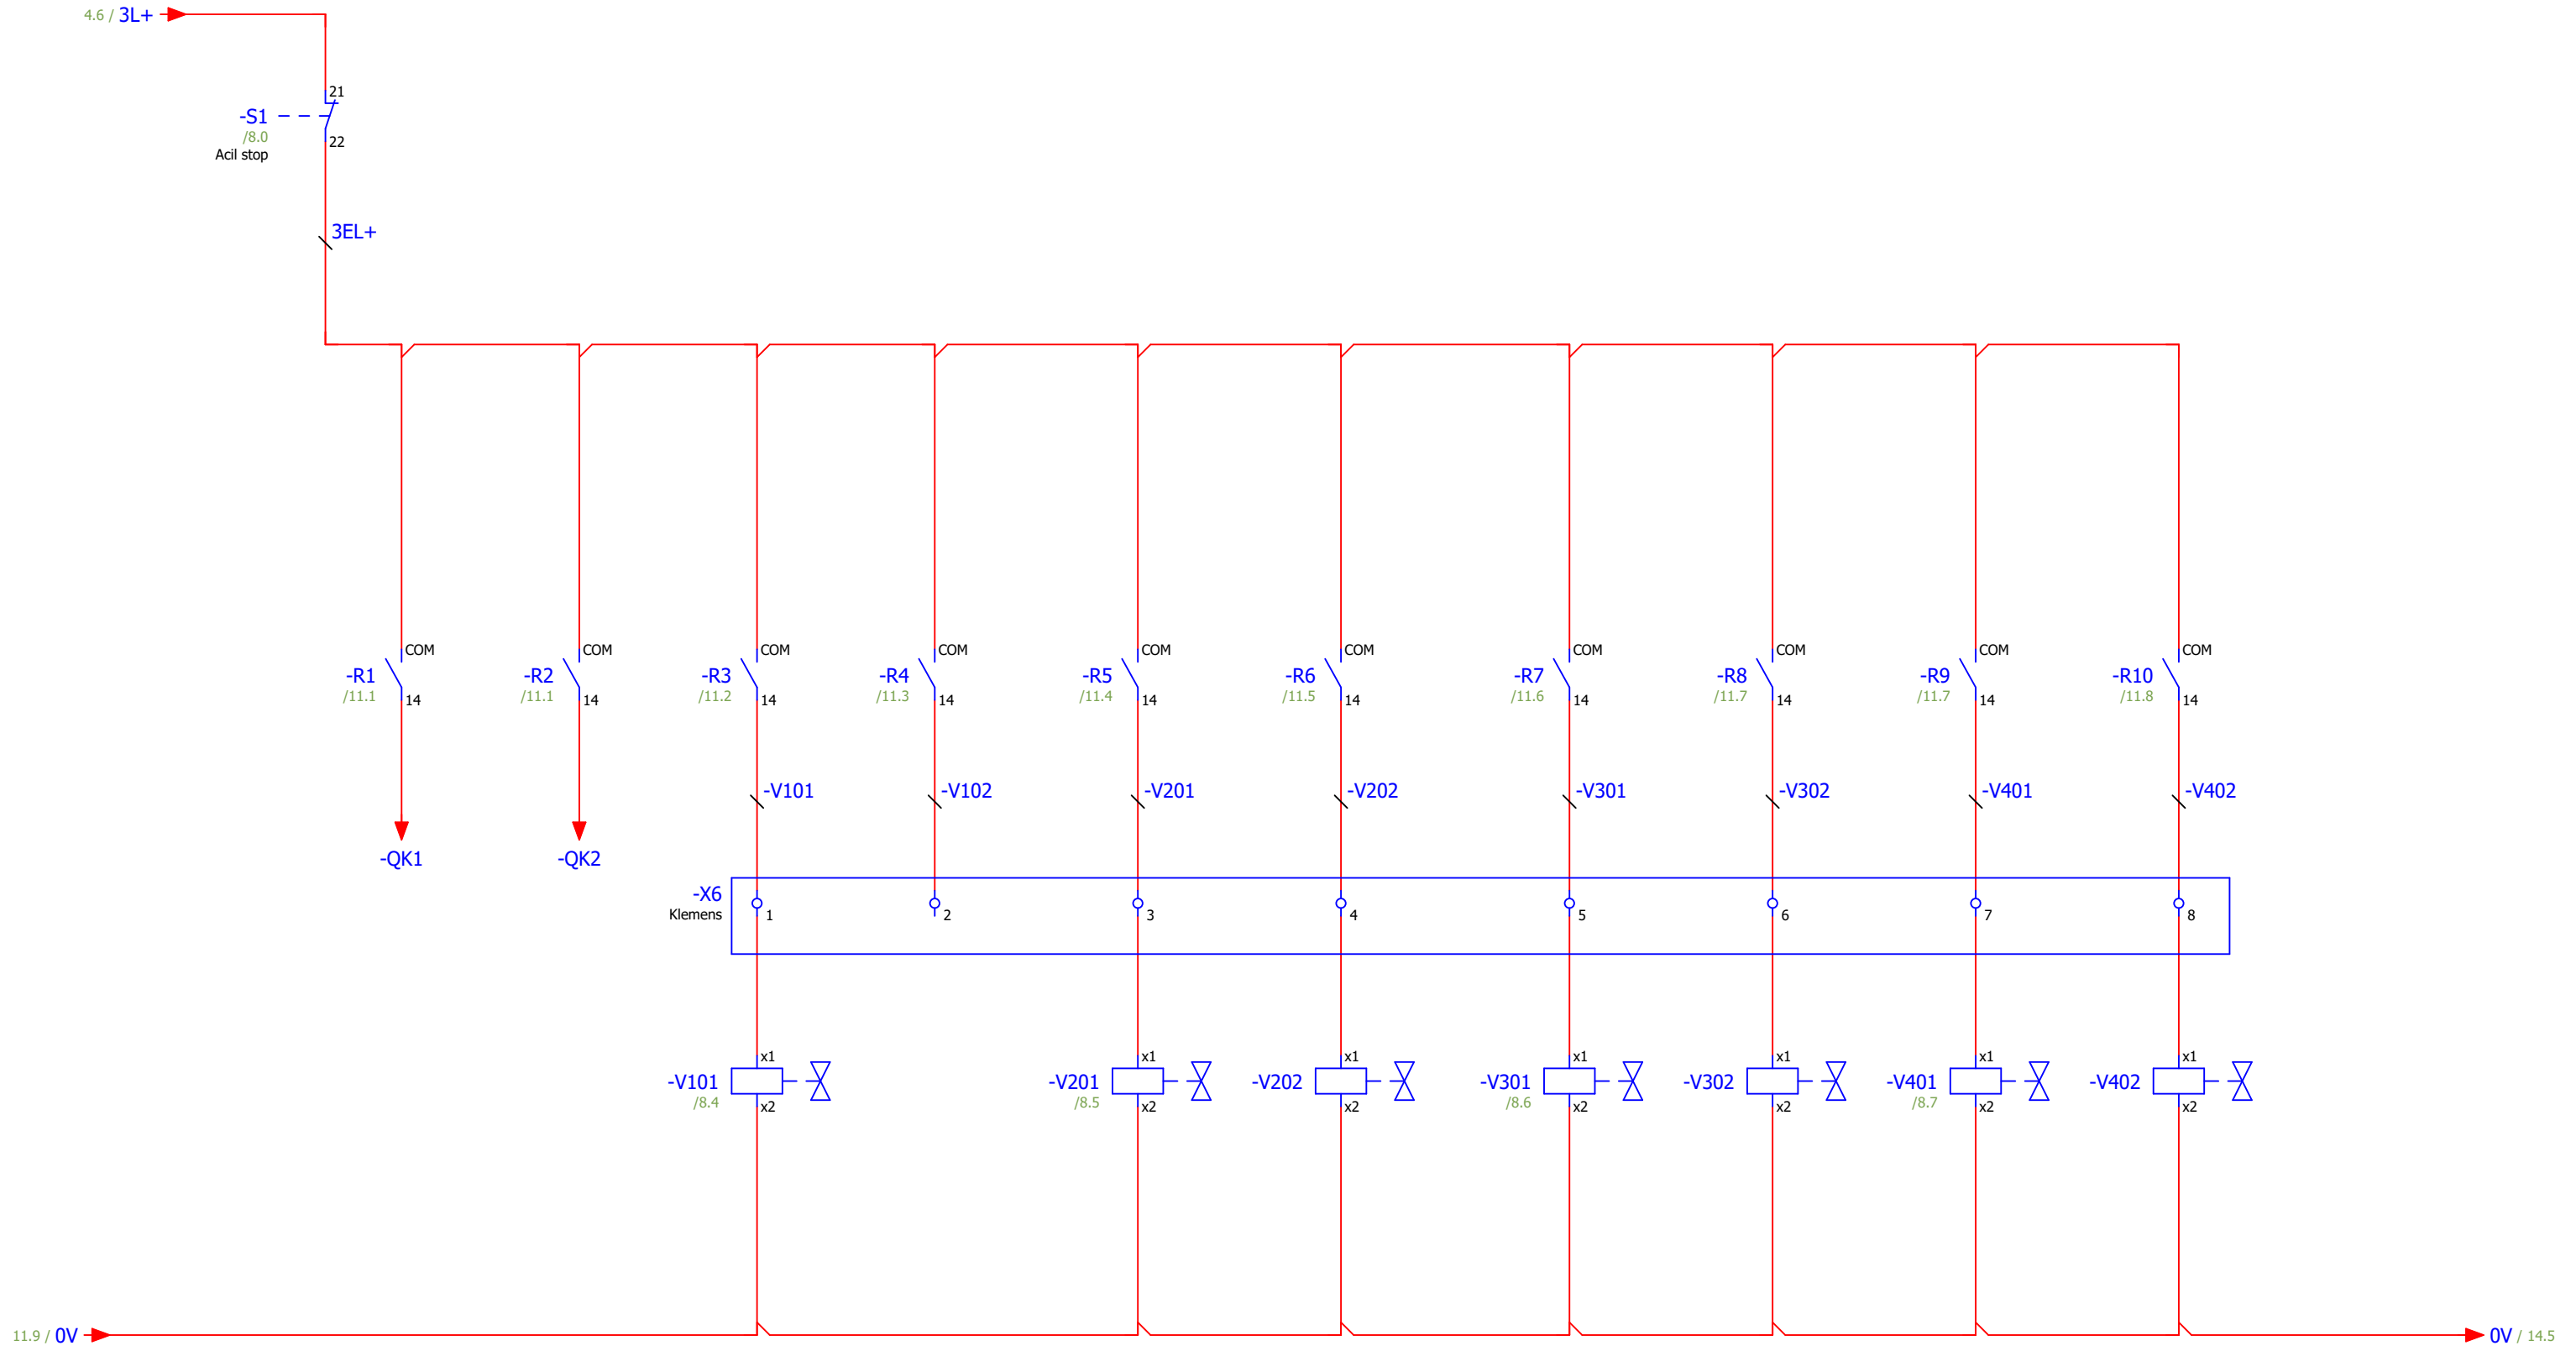 4.6 / 3L+
21
-S1
/8.0
22
Acil stop
3EL+
COM COM COM COM COM COM COM COM COM COM
-R1 -R2 -R3 -R4 -R5 -R6 -R7 -R8 -R9 -R10
/11.1 /11.1 /11.2 /11.3 /11.4 /11.5 /11.6 /11.7 /11.7 /11.8
14 14 14 14 14 14 14 14 14 14
-V101 -V102 -V201 -V202 -V301 -V302 -V401 -V402
-QK1 -QK2
-X6
Klemens
1 2 3 4 5 6 7 8
x1 x1 x1 x1 x1 x1 x1
-V101 -V201 -V202 -V301 -V302 -V401 -V402
/8.4 /8.5 /8.6 /8.7
x2 x2 x2 x2 x2 x2 x2
11.9 / 0V
0V / 14.5